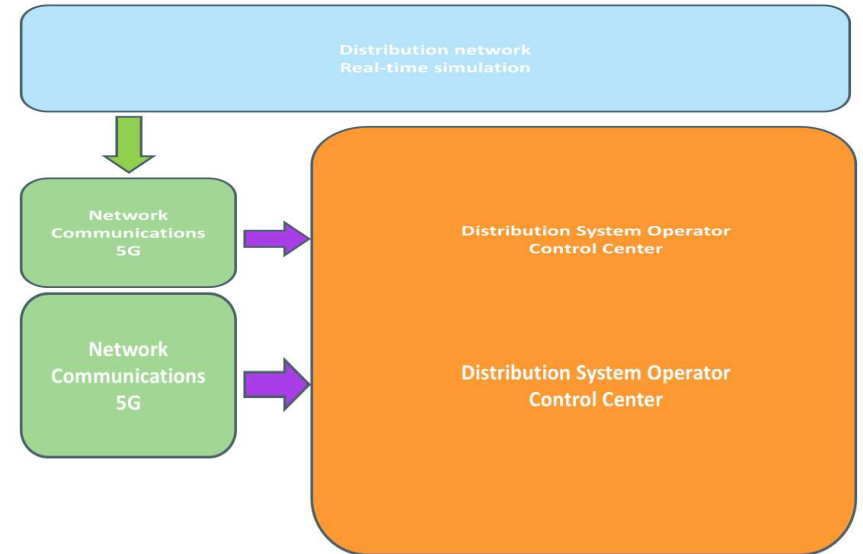 Distribution network
Real-time simulation
Network
Communications
5G
Distribution System Operator
Control Center
Network
Communications
5G
Distribution System Operator
Control Center